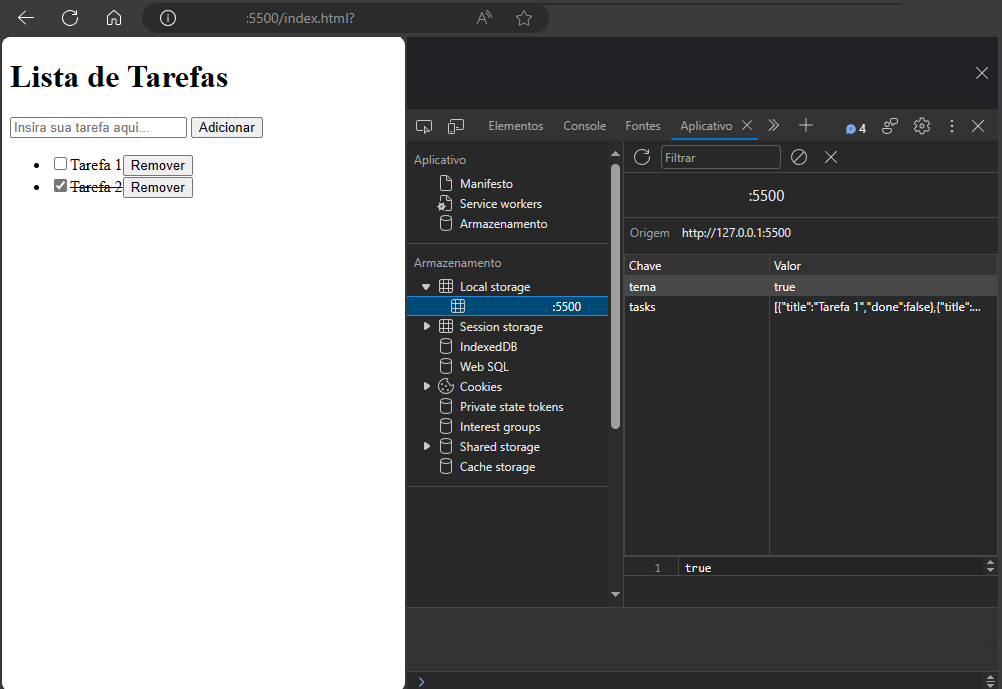 :5500/index.html?
Lista de Tarefas
Insira sua tarefa aqui... Adicionar
Tarefa 1 Remover
Tarefa 2 Remover
Elementos Console Fontes Aplicativo 4
Aplicativo
Manifesto
Service workers
Armazenamento
Armazenamento
Local storage
:5500
Session storage
IndexedDB
Web SQL
Cookies
Private state tokens
Interest groups
Shared storage
Cache storage
Filtrar
:5500
Origem http://127.0.0.1:5500
Chave Valor
tema true
tasks [{"title":"Tarefa 1","done":false},{"title":...
1 true